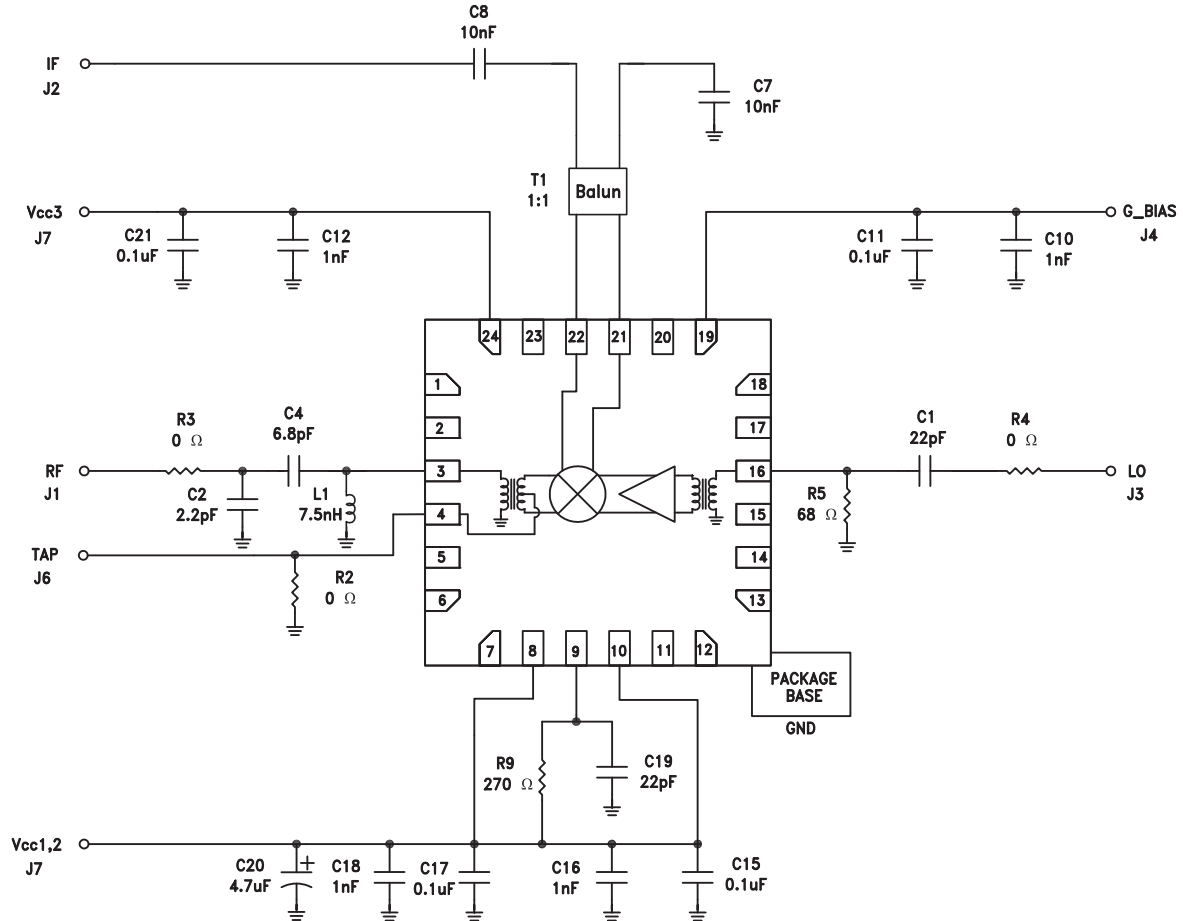 C8
10nF
IF
J2
C7
10nF
T1
1:1
Balun
Vcc3
J7
C21
0.1uF
C12
1nF
C11
0.1uF
C10
1nF
G_BIAS
J4
24
23
22
21
20
19
1
2
3
4
5
6
18
17
16
15
14
13
7
8
9
10
11
12
R3
0 Ω
C4
6.8pF
RF
J1
C2
2.2pF
L1
7.5nH
TAP
J6
R2
0 Ω
C1
22pF
R4
0 Ω
LO
J3
R5
68 Ω
PACKAGE
BASE
GND
R9
270 Ω
C19
22pF
Vcc1,2
J7
C20
4.7uF
+
C18
1nF
C17
0.1uF
C16
1nF
C15
0.1uF